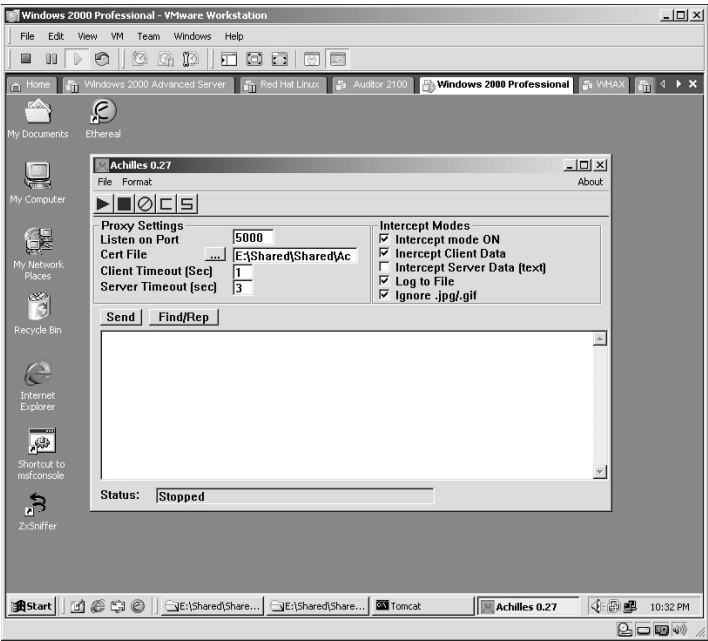 Windows 2000 Professional - VMware Workstation
File Edit View VM Team Windows Help
Home Windows 2000 Advanced Server Red Hat Linux Auditor 2100 Windows 2000 Professional WHAX
My Documents
Ethereal
My Computer
My Network
Places
Recycle Bin
Internet
Explorer
Shortcut to
msfconsole
ZxSniffer
Achilles 0.27
File Format About
Proxy Settings
Listen on Port 5000
Cert File ... E:\Shared\Shared\Ac
Client Timeout (Sec) 1
Server Timeout (sec) 3
Intercept Modes
Intercept mode ON
Inercept Client Data
Intercept Server Data (text)
Log to File
Ignore .jpg/.gif
Send Find/Rep
Status: Stopped
Start E:\Shared\Share... E:\Shared\Share... Tomcat Achilles 0.27 10:32 PM